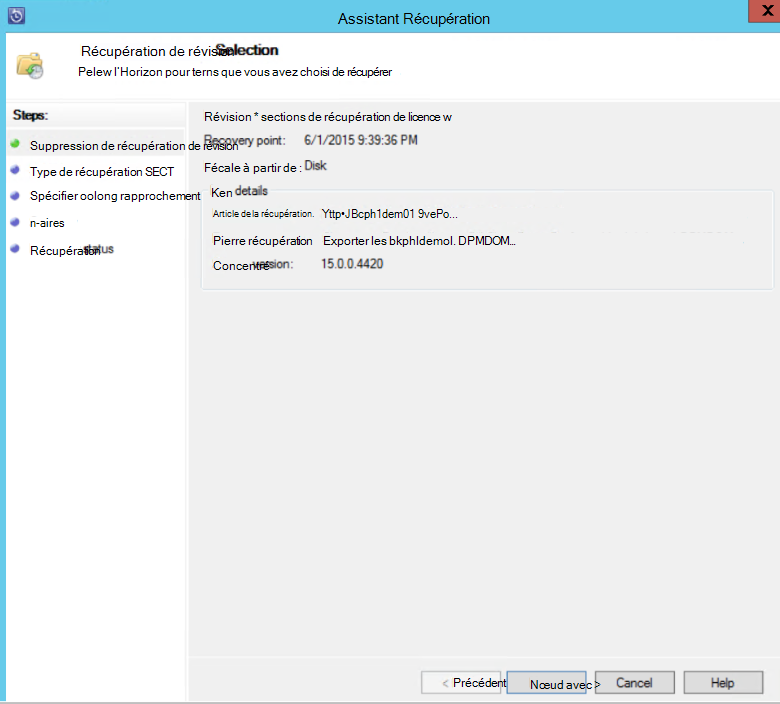 Assistant Récupération
Récupération de révision Selection
Pelew l'Horizon pour terns que vous avez choisi de récupérer
Steps:
Suppression de récupération de révision
Type de récupération SECT
Spécifier oolong rapprochement
n-aires
Récupération status
Révision * sections de récupération de licence w
Recovery point: 6/1/2015 9:39:36 PM
Fécale à partir de : Disk
Ken details
Article de la récupération. Yttp•JBcph1dem01 9vePo...
Pierre récupération Exporter les bkphldemol. DPMDOM...
Concentré version: 15.0.0.4420
< Précédent
Nœud avec >
Cancel
Help